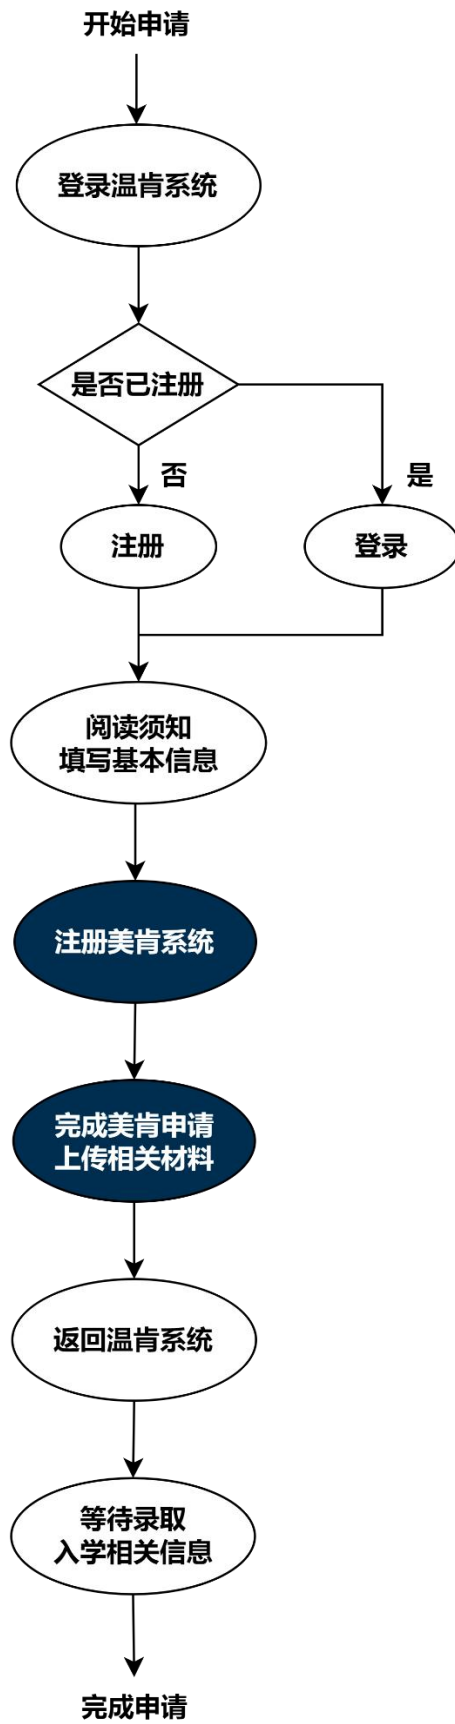 开始申请
登录温肯系统
是否已注册
否
是
注册
登录
阅读须知
填写基本信息
注册美肯系统
完成美肯申请
上传相关材料
返回温肯系统
等待录取
入学相关信息
完成申请